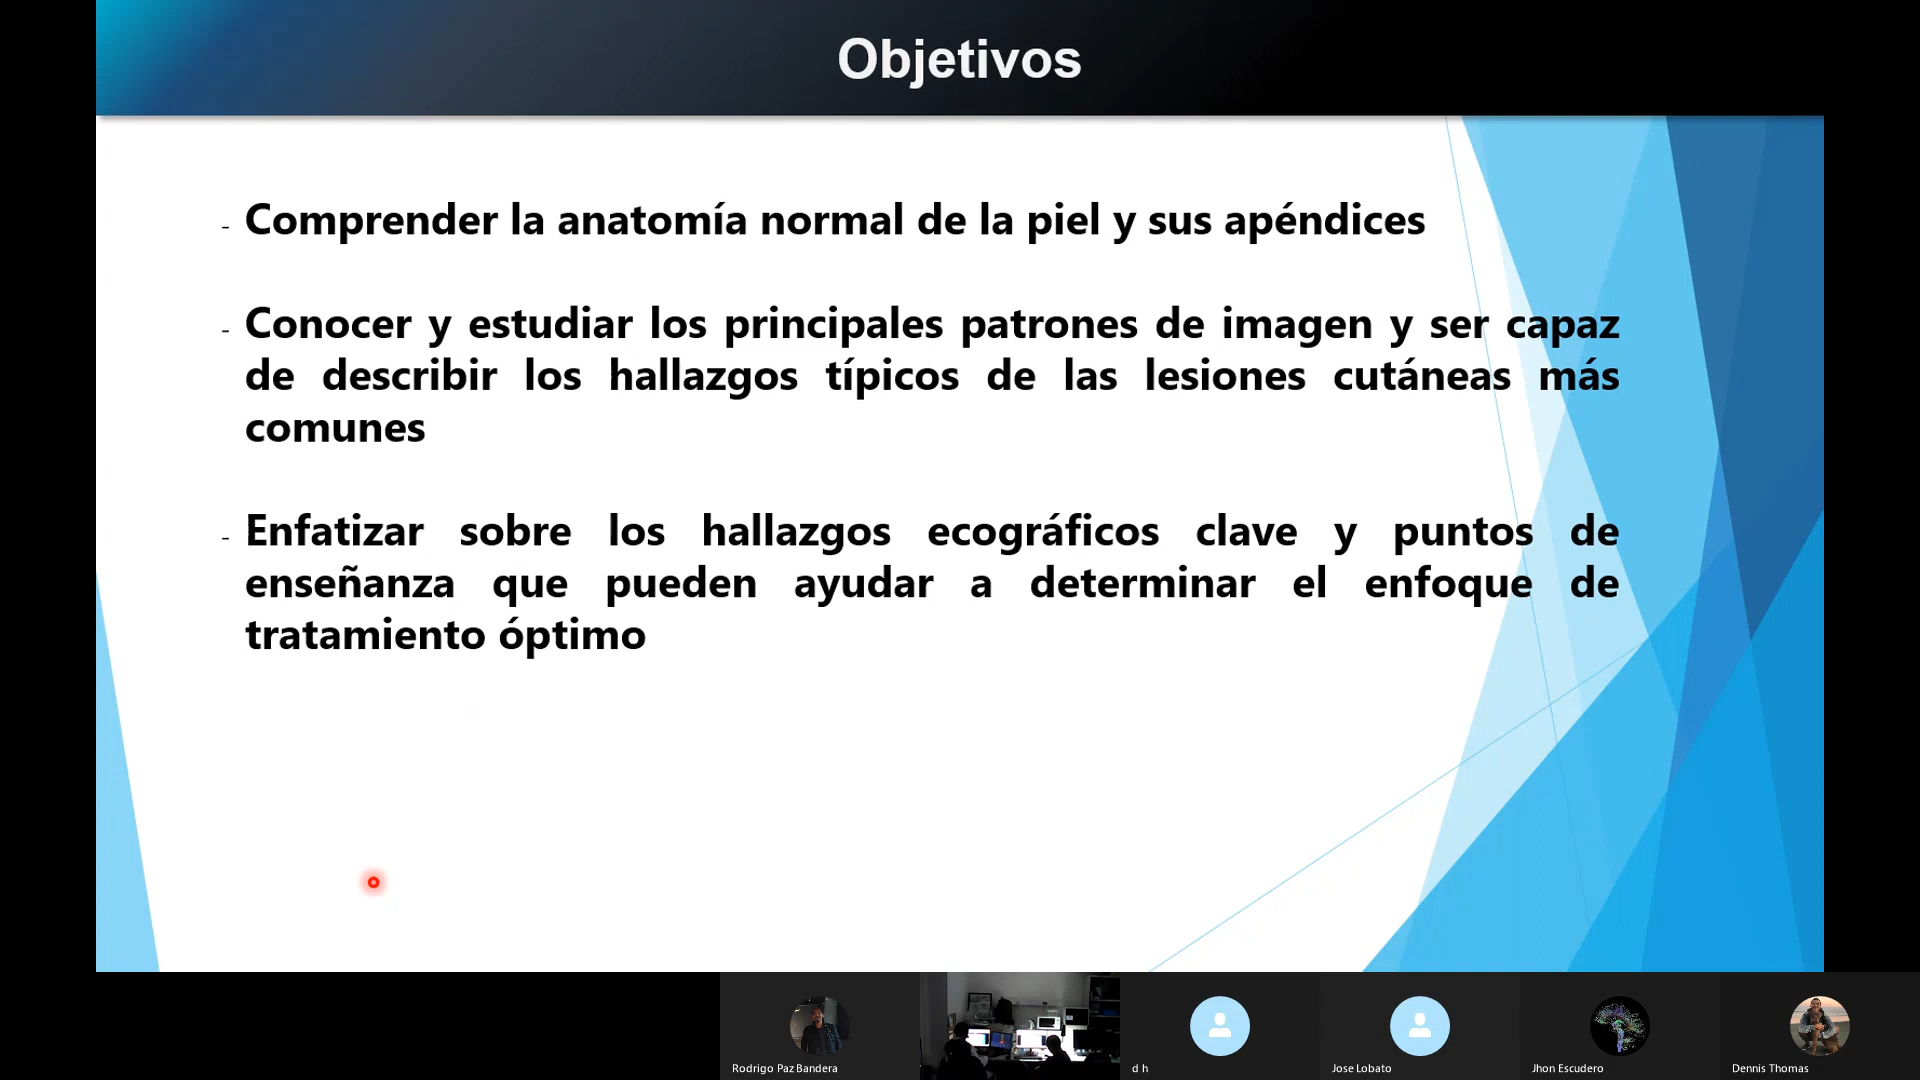 Objetivos
- Comprender la anatomía normal de la piel y sus apéndices
- Conocer y estudiar los principales patrones de imagen y ser capaz
de describir los hallazgos típicos de las lesiones cutáneas más
comunes
- Enfatizar sobre los hallazgos ecográficos clave y puntos de
enseñanza que pueden ayudar a determinar el enfoque de
tratamiento óptimo
Rodrigo Paz Bandera
d h
Jose Lobato
Jhon Escudero
Dennis Thomas